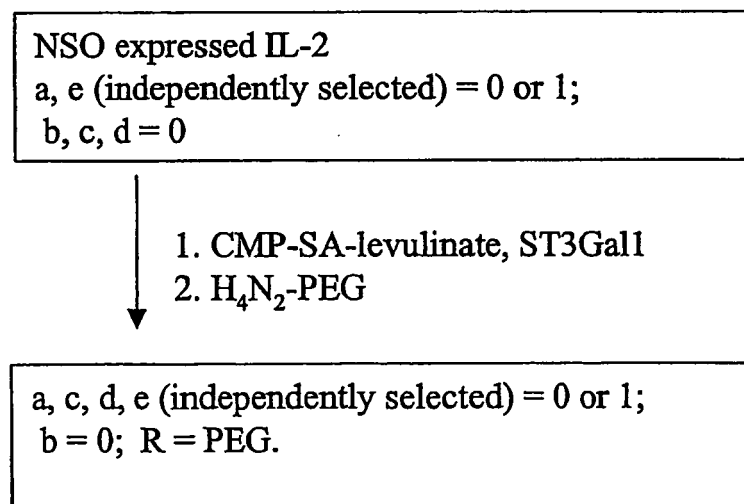 NSO expressed IL-2
a, e (independently selected) = 0 or 1;
b, c, d = 0
1. CMP-SA-levulinate, ST3Gal1
2. H₄N₂-PEG
a, c, d, e (independently selected) = 0 or 1;
b = 0; R = PEG.